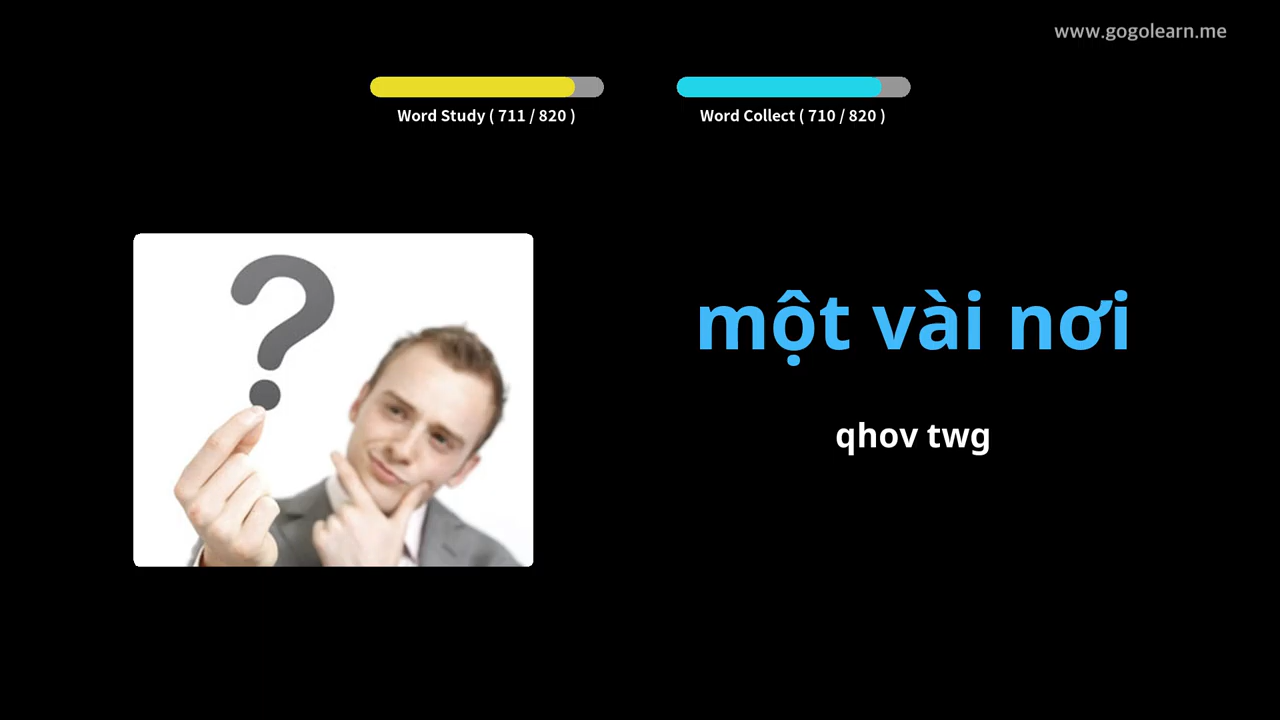 www.gogolearn.me
Word Study ( 711 / 820 )
Word Collect ( 710 / 820 )
?
một vài nơi
qhov twg